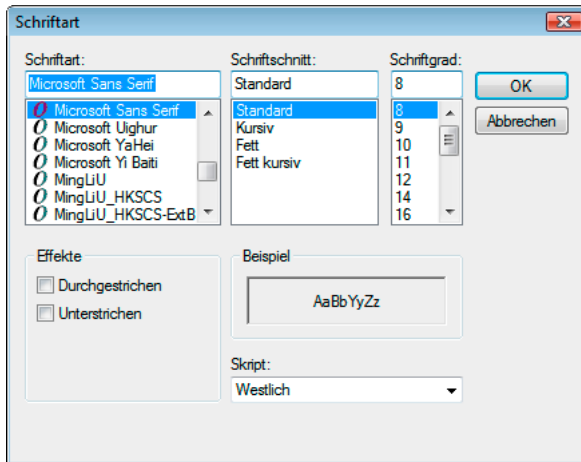 Schriftart
Schriftart:
Microsoft Sans Serif
Microsoft Sans Serif
Microsoft Uighur
Microsoft YaHei
Microsoft Yi Baiti
MingLiU
MingLiU_HKSCS
MingLiU_HKSCS-ExtB
Schriftschnitt:
Standard
Standard
Kursiv
Fett
Fett kursiv
Schriftgrad:
8
8
9
10
11
12
14
16
OK
Abbrechen
Effekte
Durchgestrichen
Unterstrichen
Beispiel
AaBbYyZz
Skript:
Westlich